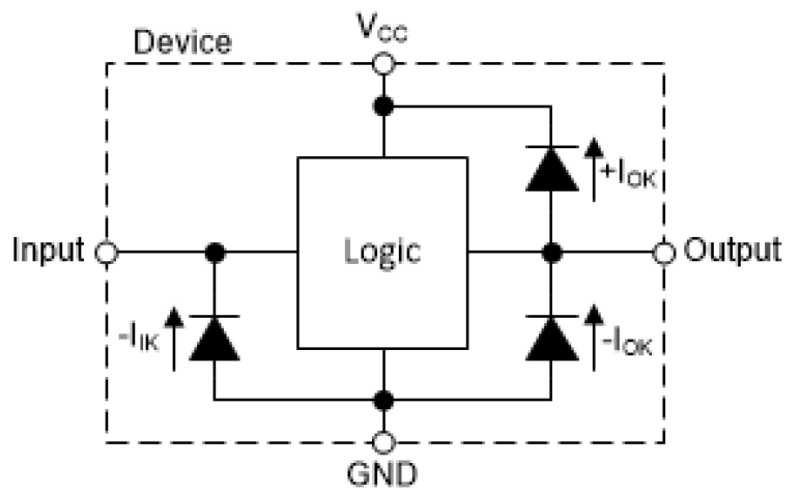 Device
VCC
+IOK
Input
Logic
Output
-IIK
-IOK
GND